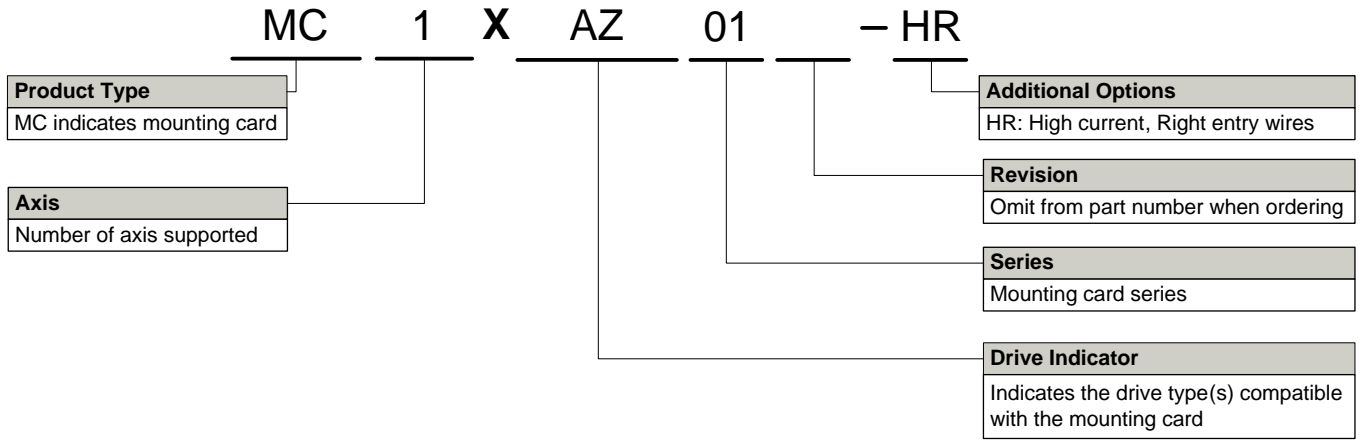 MC 1 X AZ 01 – HR
Product Type
MC indicates mounting card
Axis
Number of axis supported
Additional Options
HR: High current, Right entry wires
Revision
Omit from part number when ordering
Series
Mounting card series
Drive Indicator
Indicates the drive type(s) compatible
with the mounting card